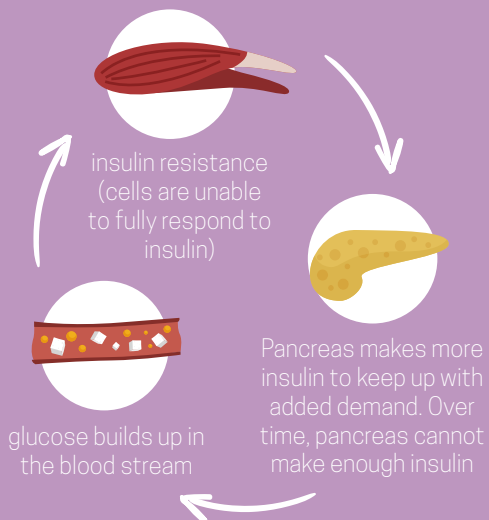 insulin resistance
(cells are unable
to fully respond to
insulin)
Pancreas makes more
insulin to keep up with
added demand. Over
time, pancreas cannot
make enough insulin
glucose builds up in
the blood stream